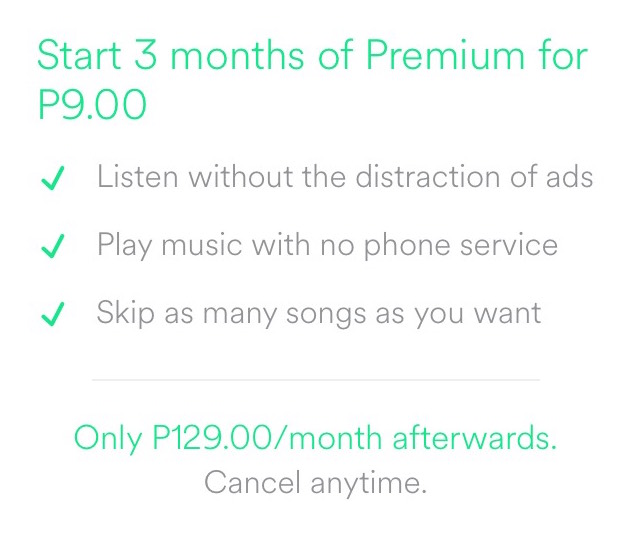 Start 3 months of Premium for
P9.00
Listen without the distraction of ads
Play music with no phone service
Skip as many songs as you want
Only P129.00/month afterwards.
Cancel anytime.